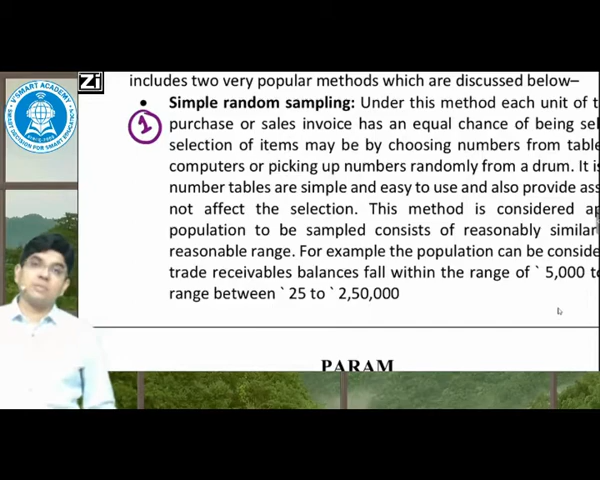 V'SMART ACADEMY
Zi
includes two very popular methods which are discussed below–
• Simple random sampling: Under this method each unit of t
1
purchase or sales invoice has an equal chance of being sel
selection of items may be by choosing numbers from table
computers or picking up numbers randomly from a drum. It is
number tables are simple and easy to use and also provide ass
not affect the selection. This method is considered ap
population to be sampled consists of reasonably similar
reasonable range. For example the population can be conside
trade receivables balances fall within the range of ` 5,000 to
range between ` 25 to ` 2,50,000
PARAM